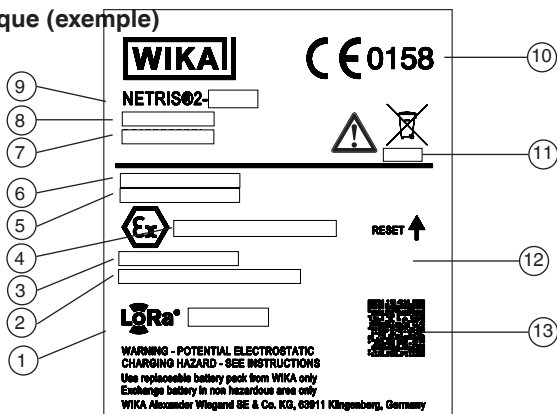 que (exemple)
WIKA
CE 0158
NETRIS®2-
Ex
RESET
LoRa®
WARNING - POTENTIAL ELECTROSTATIC
CHARGING HAZARD - SEE INSTRUCTIONS
Use replaceable battery pack from WIKA only
Exchange battery in non hazardous area only
WIKA Alexander Wiegand SE & Co. KG, 63911 Klingenberg, Germany
9
8
7
6
5
4
3
2
1
10
11
12
13